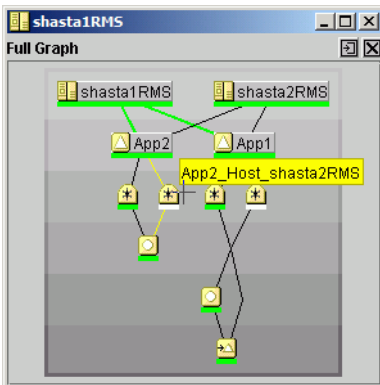 shasta1RMS
Full Graph
shasta1RMS shasta2RMS
App2 App1
App2_Host_shasta2RMS